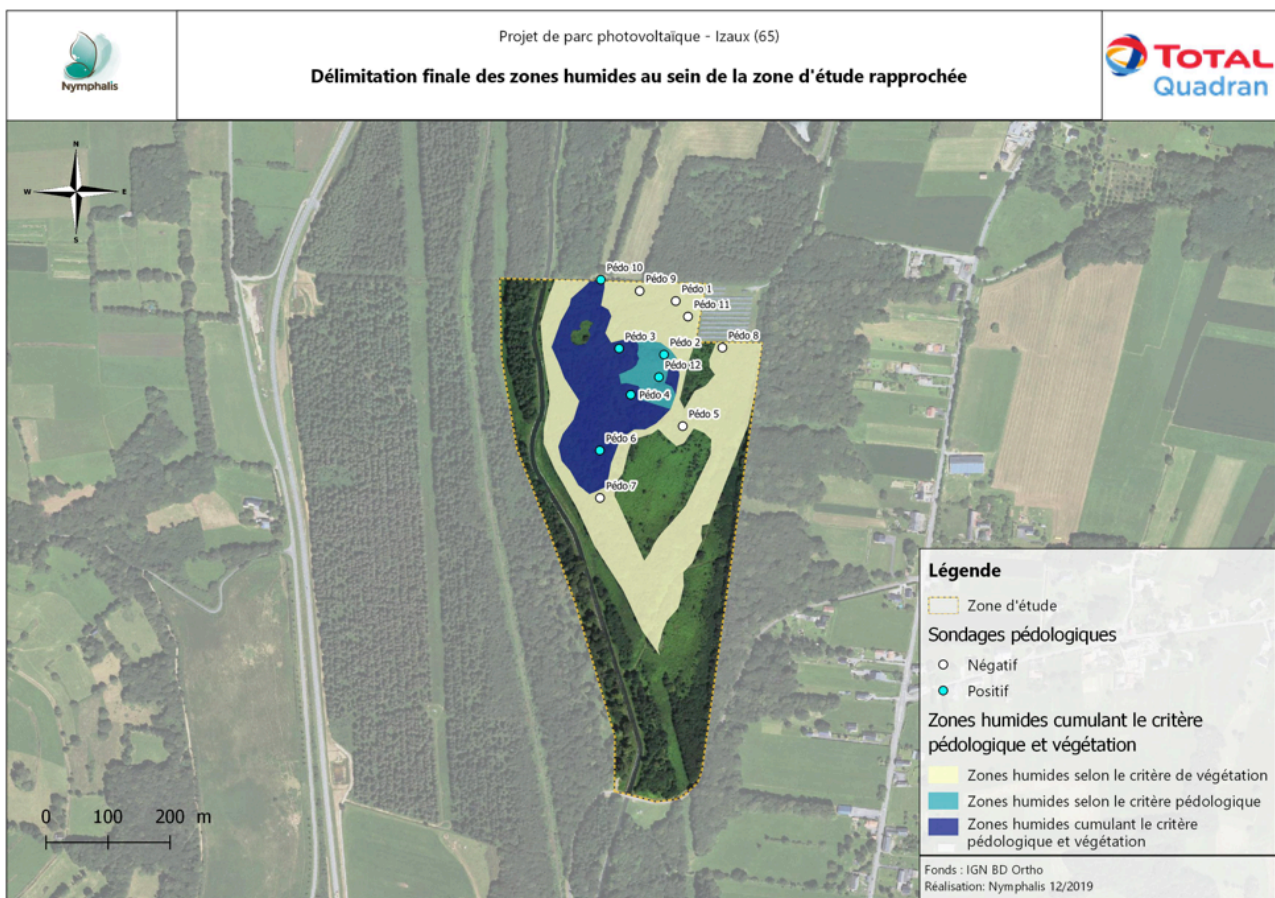 Nymphalis
Projet de parc photovoltaïque - Izaux (65)
Délimitation finale des zones humides au sein de la zone d'étude rapprochée
TOTAL
Quadran
N
W
E
S
Pédo 10
Pédo 9
Pédo 1
Pédo 11
Pédo 3
Pédo 2
Pédo 8
Pédo 12
Pédo 4
Pédo 5
Pédo 6
Pédo 7
0 100 200 m
Légende
Zone d'étude
Sondages pédologiques
Négatif
Positif
Zones humides cumulant le critère
pédologique et végétation
Zones humides selon le critère de végétation
Zones humides selon le critère pédologique
Zones humides cumulant le critère
pédologique et végétation
Fonds : IGN BD Ortho
Réalisation: Nymphalis 12/2019